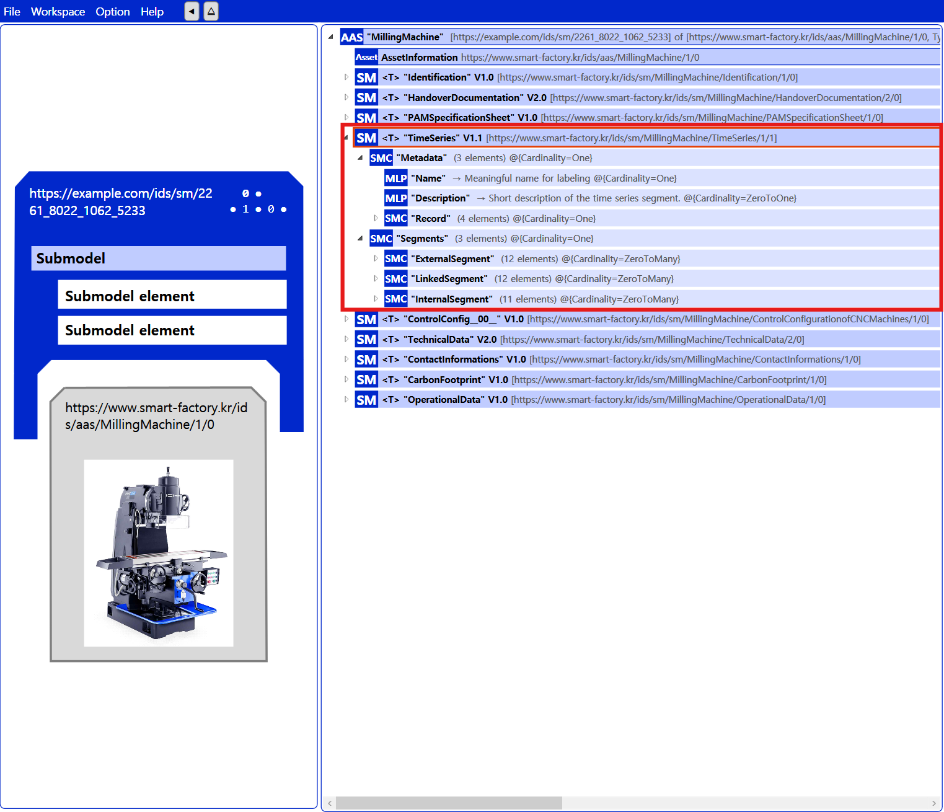 File Workspace Option Help
https://example.com/ids/sm/22
61_8022_1062_5233
0
1 0
Submodel
Submodel element
Submodel element
https://www.smart-factory.kr/id
s/aas/MillingMachine/1/0
AAS "MillingMachine" [https://example.com/ids/sm/2261_8022_1062_5233] of [https://www.smart-factory.kr/ids/aas/MillingMachine/1/0, Ty
Asset AssetInformation https://www.smart-factory.kr/ids/aas/MillingMachine/1/0
SM <T> "Identification" V1.0 [https://www.smart-factory.kr/ids/sm/MillingMachine/Identification/1/0]
SM <T> "HandoverDocumentation" V2.0 [https://www.smart-factory.kr/ids/sm/MillingMachine/HandoverDocumentation/2/0]
SM <T> "PAMSpecificationSheet" V1.0 [https://www.smart-factory.kr/ids/sm/MillingMachine/PAMSpecificationSheet/1/0]
SM <T> "TimeSeries" V1.1 [https://www.smart-factory.kr/ids/sm/MillingMachine/TimeSeries/1/1]
SMC "Metadata" (3 elements) @{Cardinality=One}
MLP "Name" → Meaningful name for labeling @{Cardinality=One}
MLP "Description" → Short description of the time series segment. @{Cardinality=ZeroToOne}
SMC "Record" (4 elements) @{Cardinality=One}
SMC "Segments" (3 elements) @{Cardinality=One}
SMC "ExternalSegment" (12 elements) @{Cardinality=ZeroToMany}
SMC "LinkedSegment" (12 elements) @{Cardinality=ZeroToMany}
SMC "InternalSegment" (11 elements) @{Cardinality=ZeroToMany}
SM <T> "ControlConfig__00__" V1.0 [https://www.smart-factory.kr/ids/sm/MillingMachine/ControlConfigurationofCNCMachines/1/0]
SM <T> "TechnicalData" V2.0 [https://www.smart-factory.kr/ids/sm/MillingMachine/TechnicalData/2/0]
SM <T> "ContactInformations" V1.0 [https://www.smart-factory.kr/ids/sm/MillingMachine/ContactInformations/1/0]
SM <T> "CarbonFootprint" V1.0 [https://www.smart-factory.kr/ids/sm/MillingMachine/CarbonFootprint/1/0]
SM <T> "OperationalData" V1.0 [https://www.smart-factory.kr/ids/sm/MillingMachine/OperationalData/1/0]